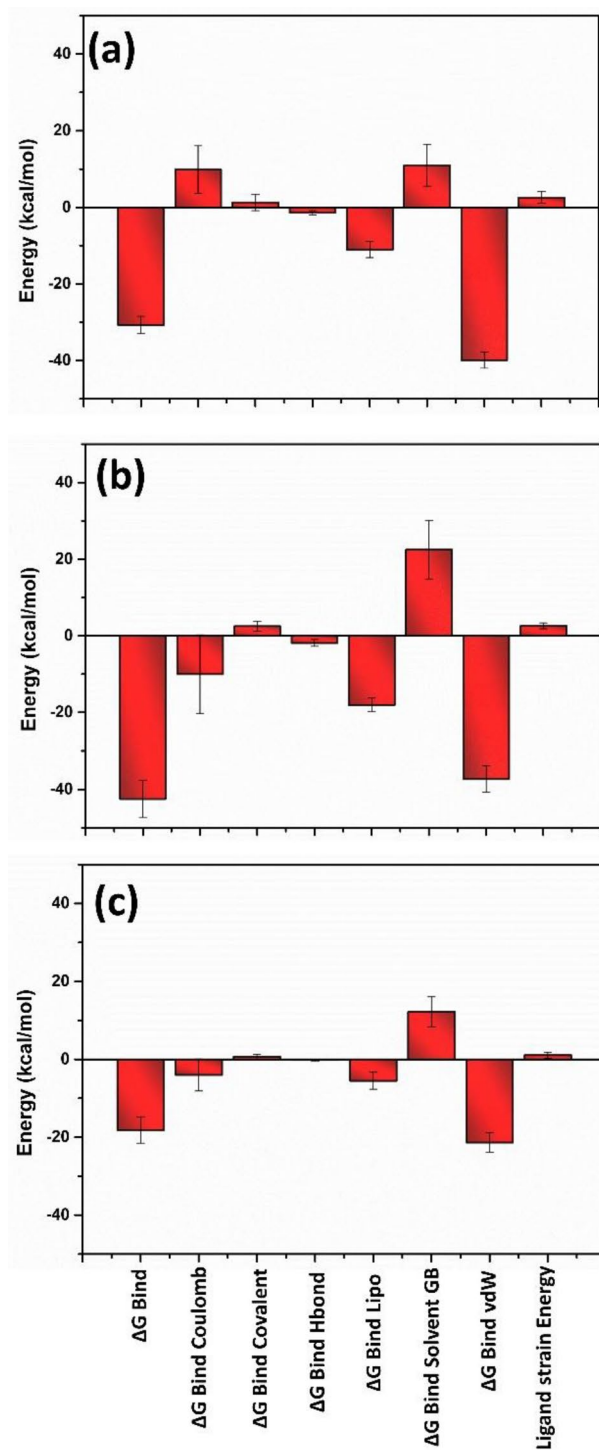 (a)
Energy (kcal/mol)
40
20
0
-20
-40
(b)
Energy (kcal/mol)
40
20
0
-20
-40
(c)
Energy (kcal/mol)
40
20
0
-20
-40
ΔG Bind
ΔG Bind Coulomb
ΔG Bind Covalent
ΔG Bind Hbond
ΔG Bind Lipo
ΔG Bind Solvent GB
ΔG Bind vdW
Ligand strain Energy